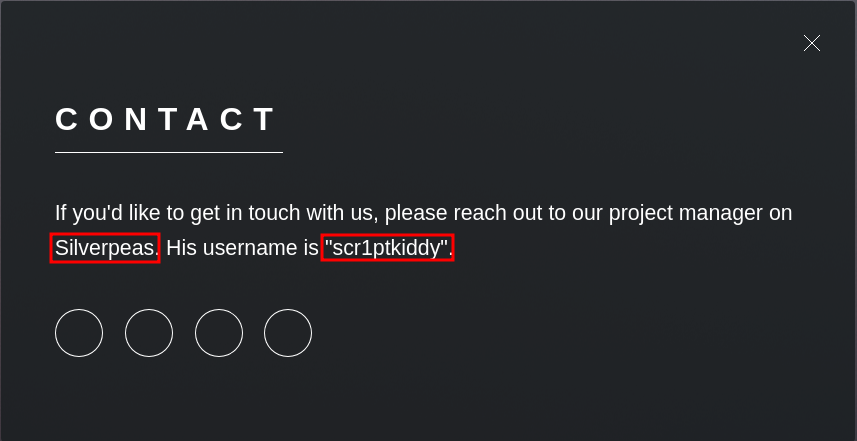 CONTACT
If you'd like to get in touch with us, please reach out to our project manager on
Silverpeas. His username is "scr1ptkiddy".